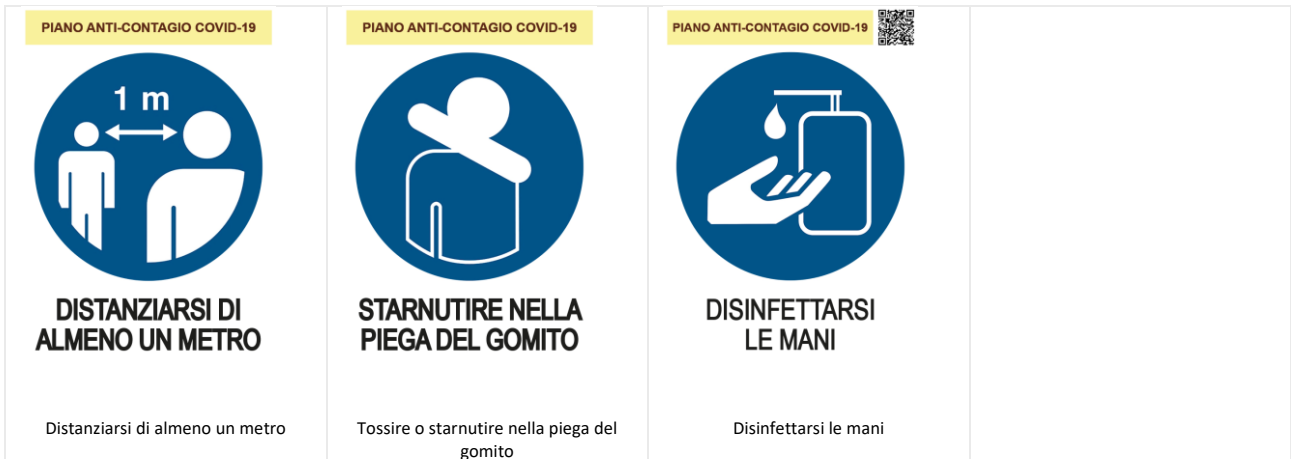 PIANO ANTI-CONTAGIO COVID-19
1 m
DISTANZIARSI DI
ALMENO UN METRO
Distanziarsi di almeno un metro
PIANO ANTI-CONTAGIO COVID-19
STARNUTIRE NELLA
PIEGA DEL GOMITO
Tossire o starnutire nella piega del
gomito
PIANO ANTI-CONTAGIO COVID-19
DISINFETTARSI
LE MANI
Disinfettarsi le mani